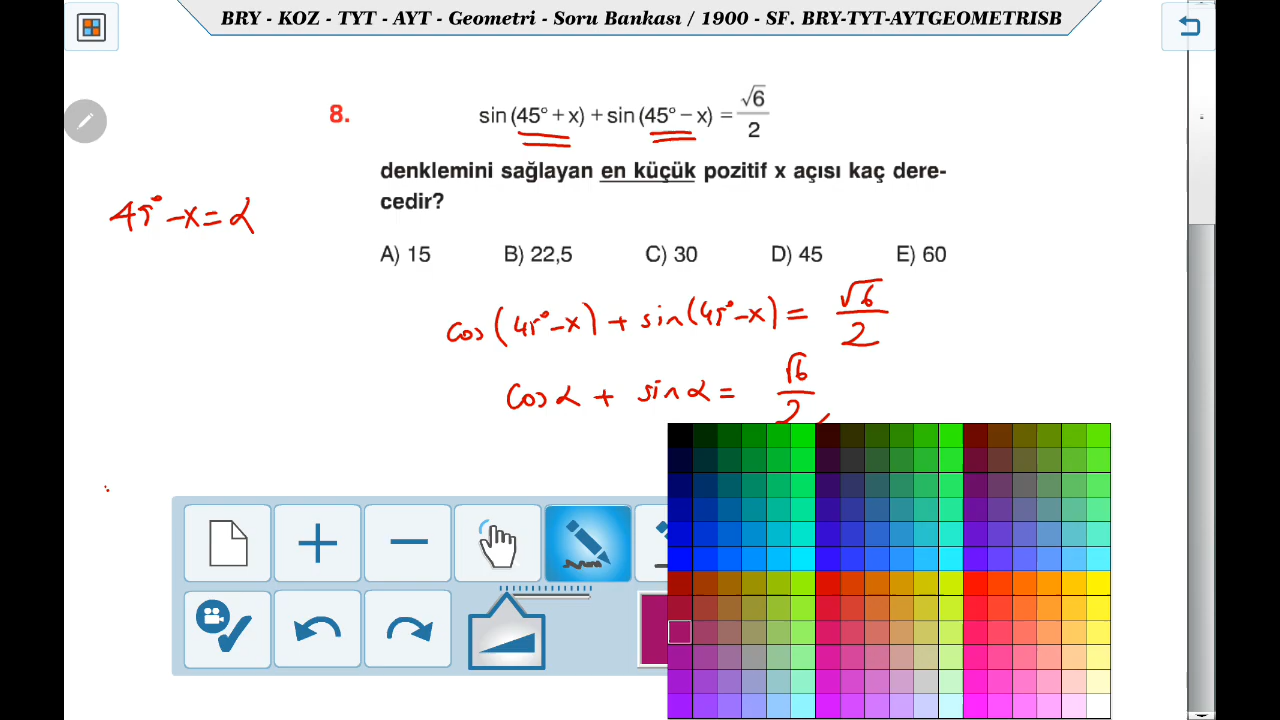 BRY - KOZ - TYT - AYT - Geometri - Soru Bankası / 1900 - SF. BRY-TYT-AYTGEOMETRISB
8. sin (45° + x) + sin (45° − x) = √6/2
denklemini sağlayan en küçük pozitif x açısı kaç dere-
cedir?
45° − x = α
A) 15 B) 22,5 C) 30 D) 45 E) 60
cos(45° − x) + sin(45° − x) = √6/2
cos α + sin α = √6/2